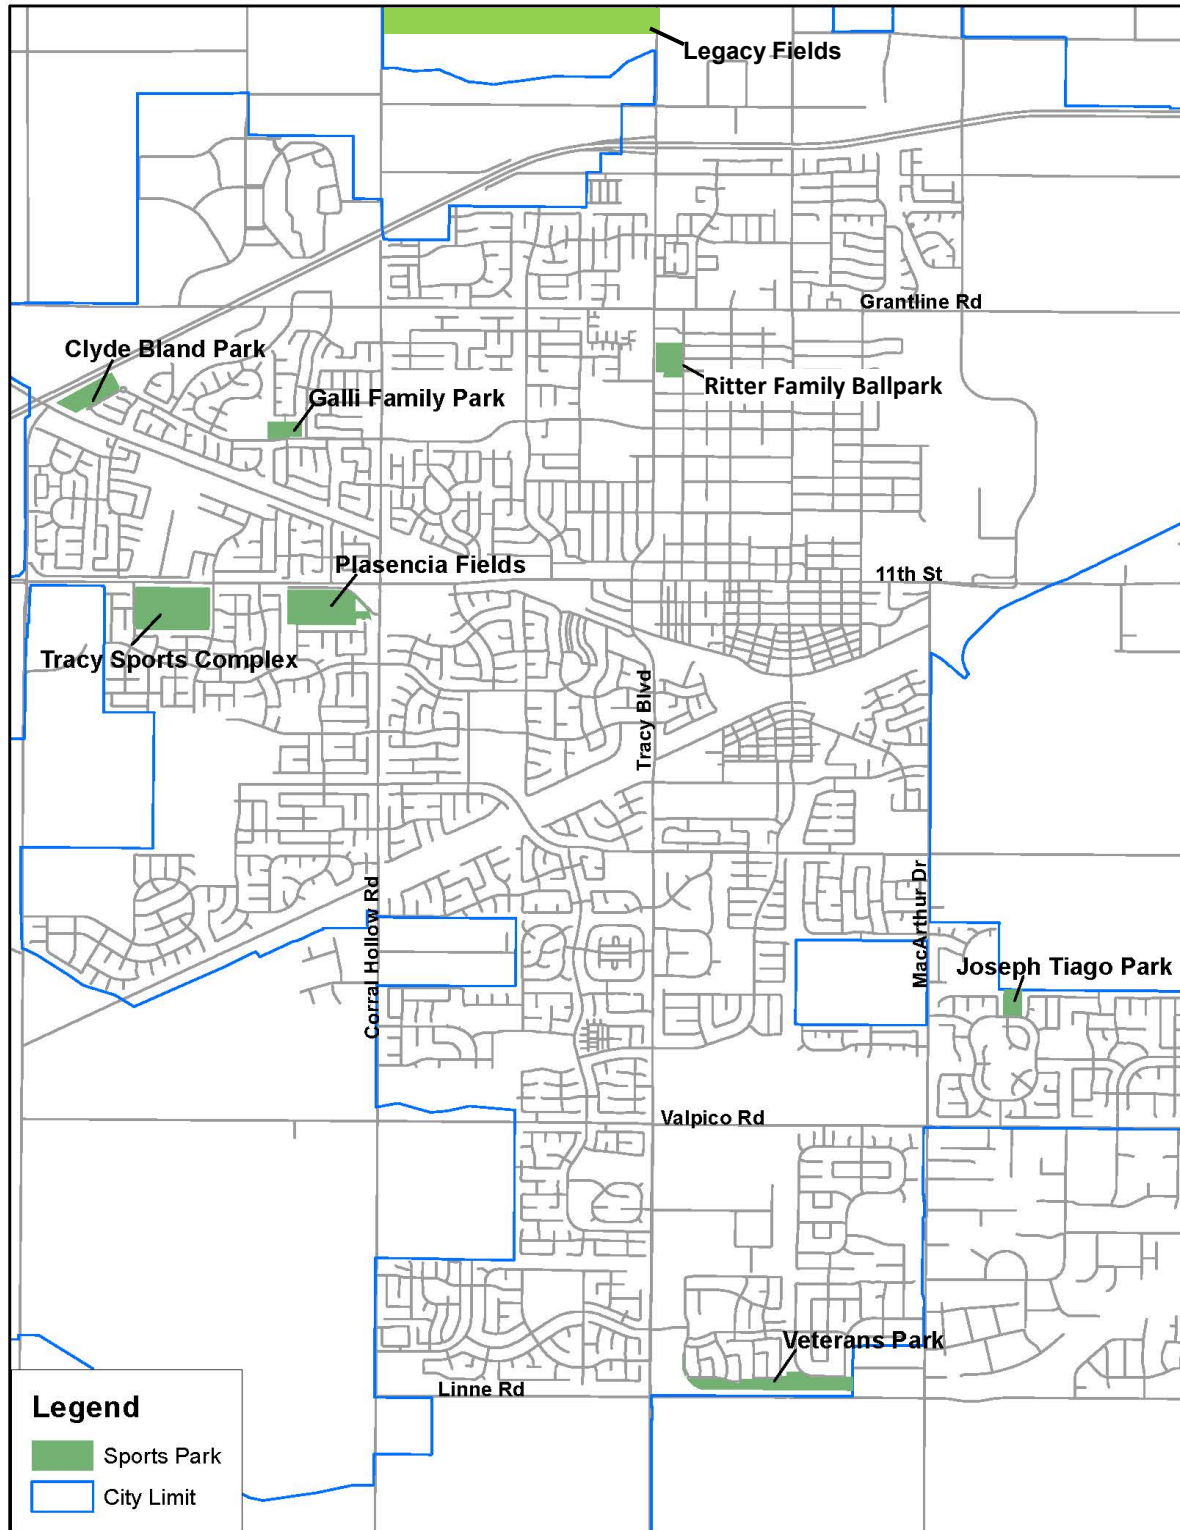 Legacy Fields
Grantline Rd
Clyde Bland Park
Galli Family Park
Ritter Family Ballpark
Plasencia Fields
11th St
Tracy Sports Complex
Tracy Blvd
Corral Hollow Rd
MacArthur Dr
Joseph Tiago Park
Valpico Rd
Veterans Park
Linne Rd
Legend
Sports Park
City Limit